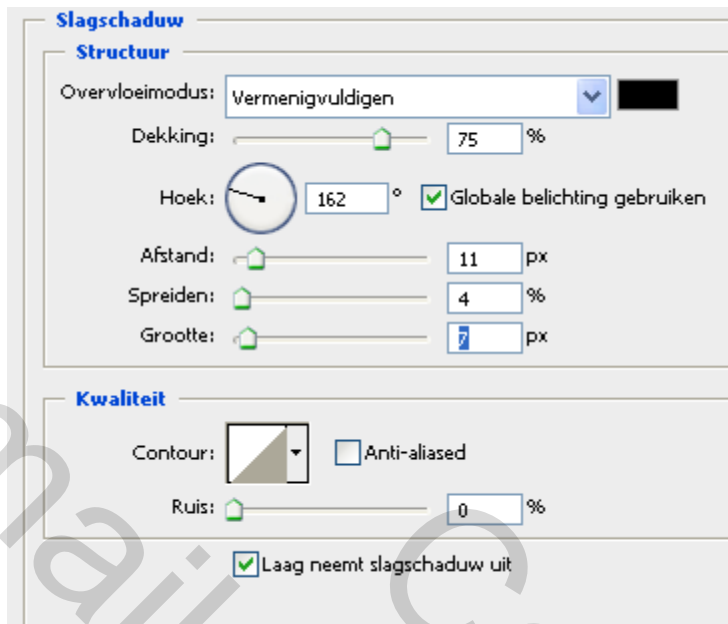 Slagschaduw
Structuur
Overvloeimodus: Vermenigvuldigen
Dekking: 75 %
Hoek: 162 ° Globale belichting gebruiken
Afstand: 11 px
Spreiden: 4 %
Grootte: 7 px
Kwaliteit
Contour: Anti-aliased
Ruis: 0 %
Laag neemt slagschaduw uit